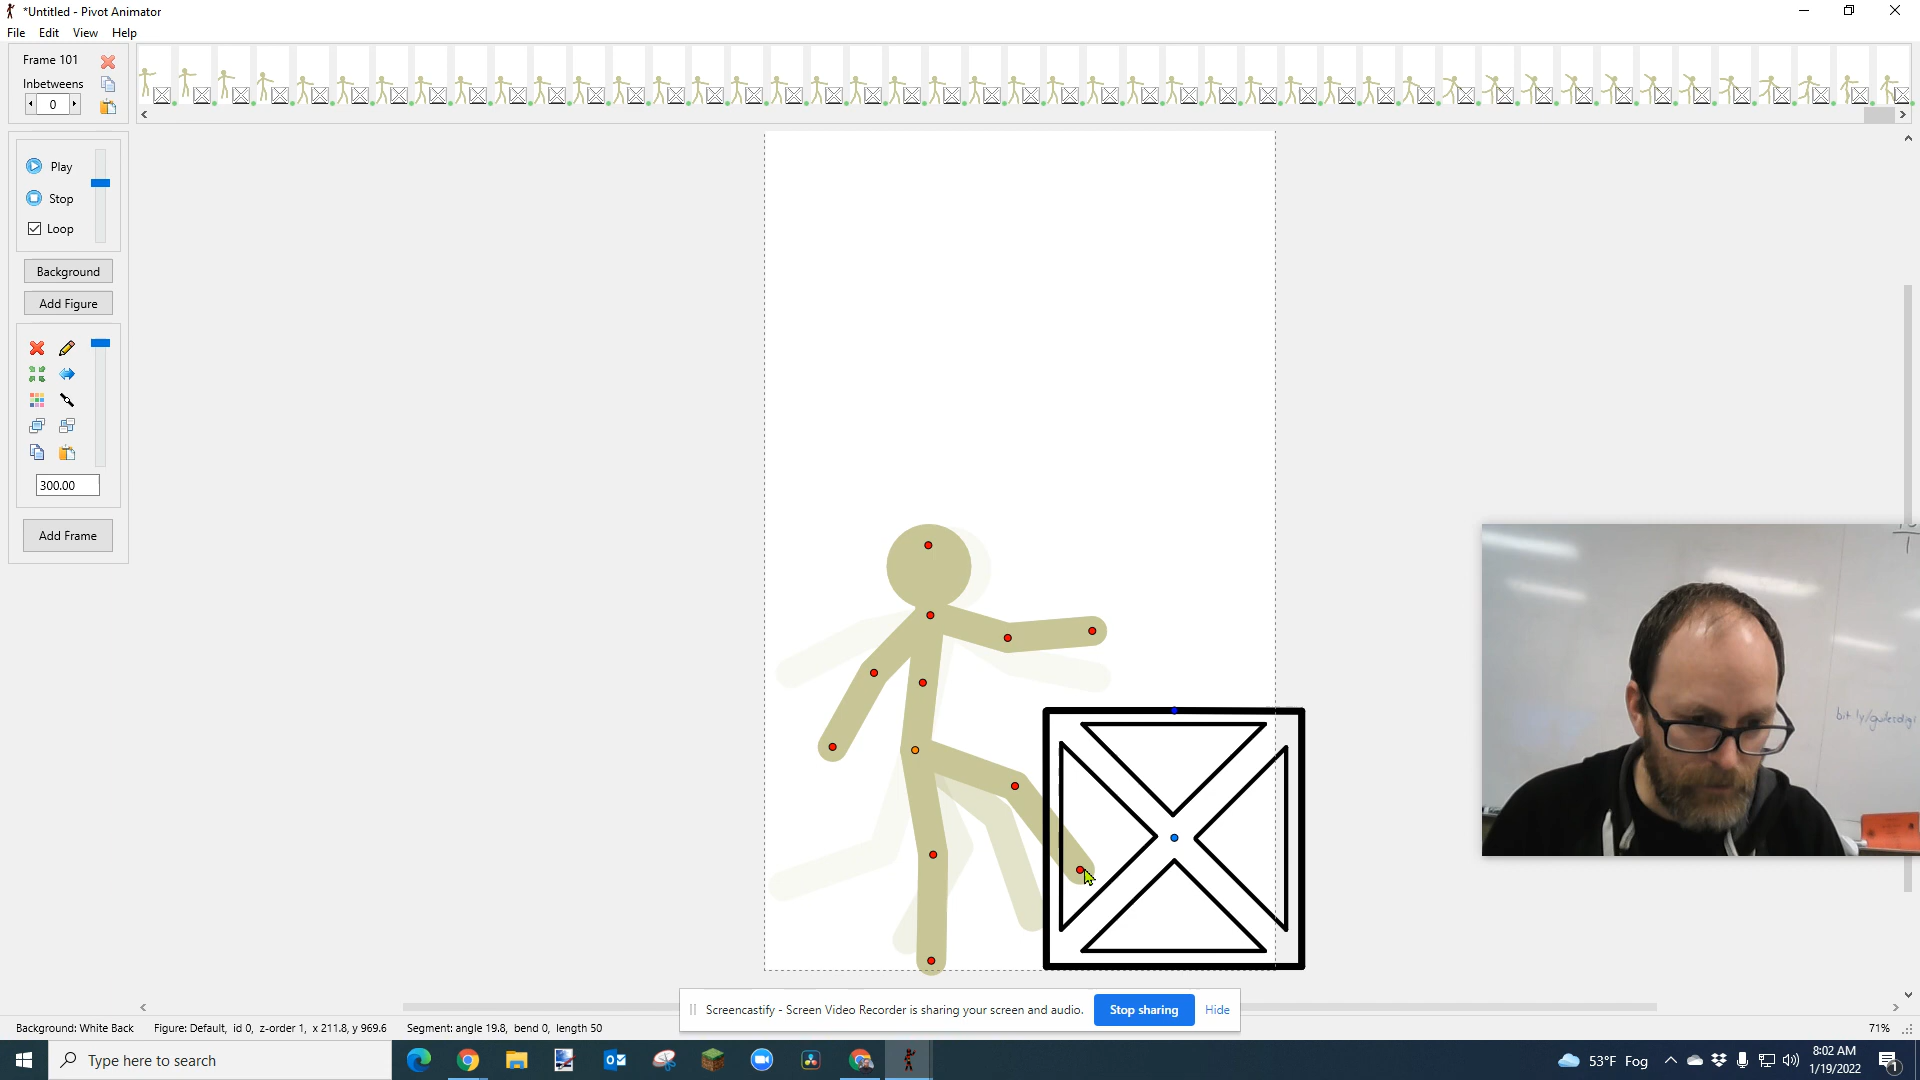 *Untitled - Pivot Animator
File Edit View Help
Frame 101
Inbetweens
0
Play
Stop
Loop
Background
Add Figure
300.00
Add Frame
Screencastify - Screen Video Recorder is sharing your screen and audio. Stop sharing Hide
Background: White Back Figure: Default, id 0, z-order 1, x 211.8, y 969.6 Segment: angle 19.8, bend 0, length 50 71%
Type here to search
53°F Fog
8:02 AM
1/19/2022
1